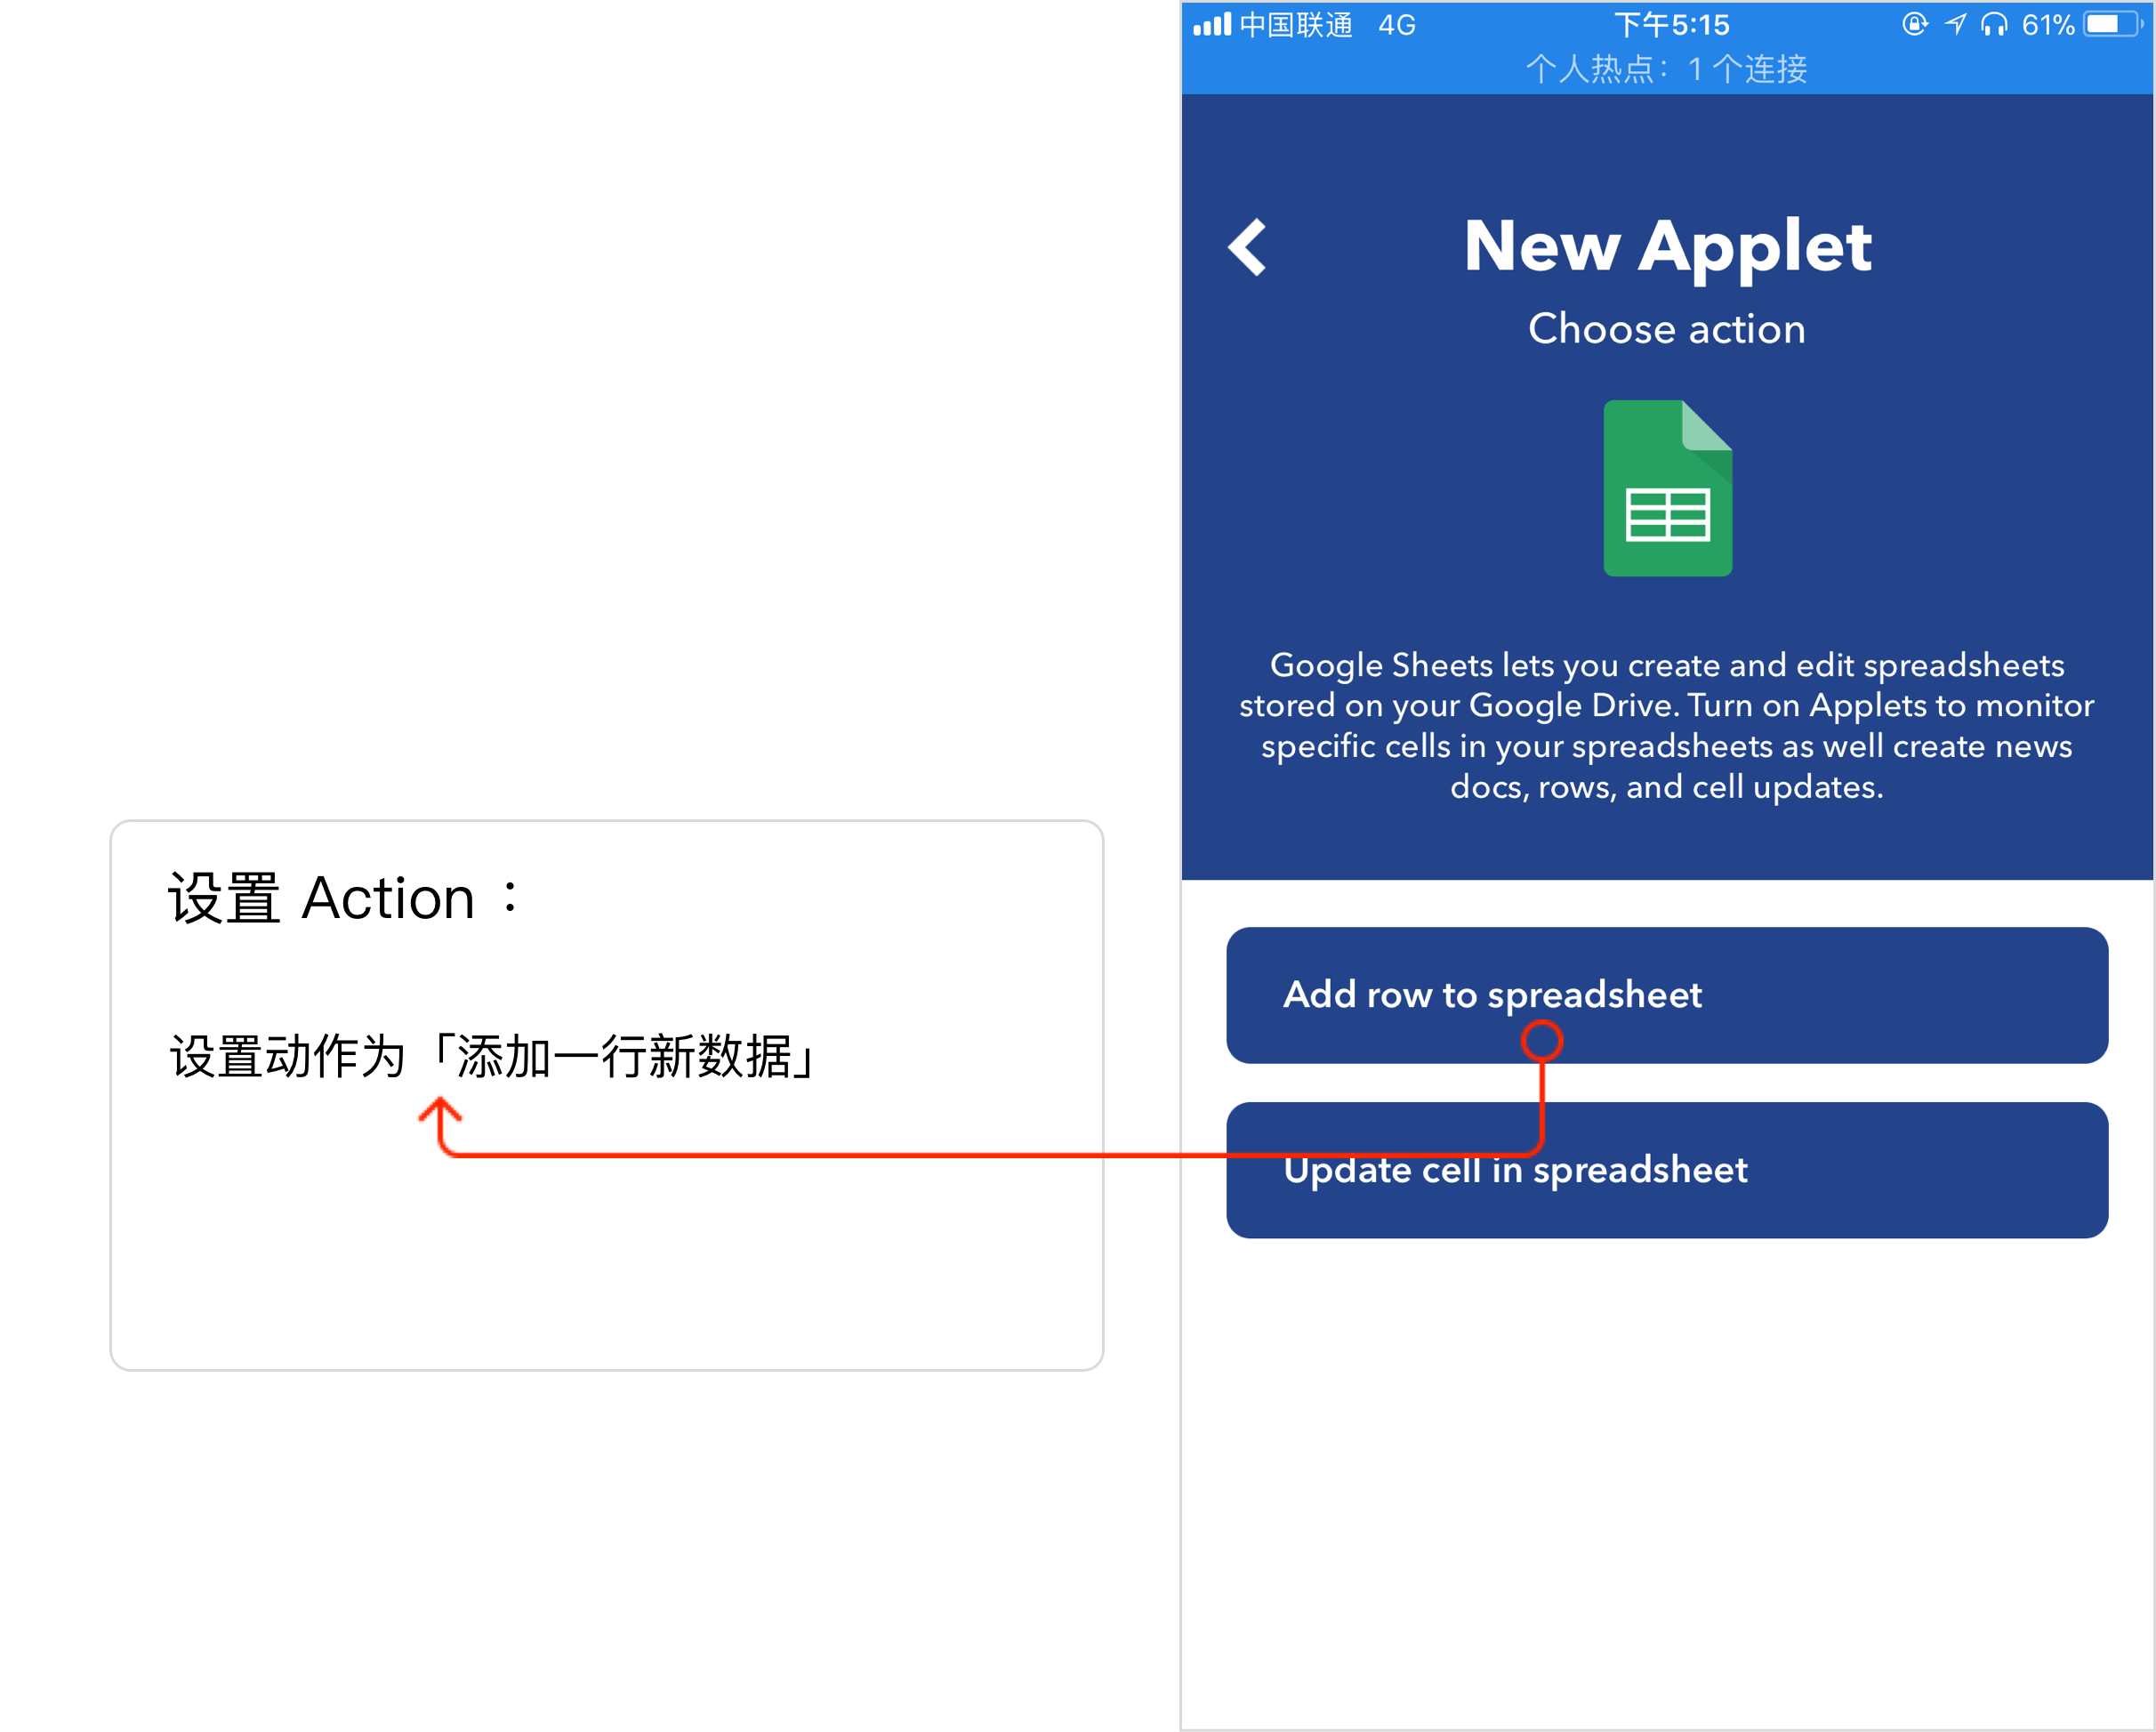 中国联通 4G 下午5:15 61%
个人热点：1 个连接
New Applet
Choose action
Google Sheets lets you create and edit spreadsheets
stored on your Google Drive. Turn on Applets to monitor
specific cells in your spreadsheets as well create news
docs, rows, and cell updates.
设置 Action：
设置动作为「添加一行新数据」
Add row to spreadsheet
Update cell in spreadsheet